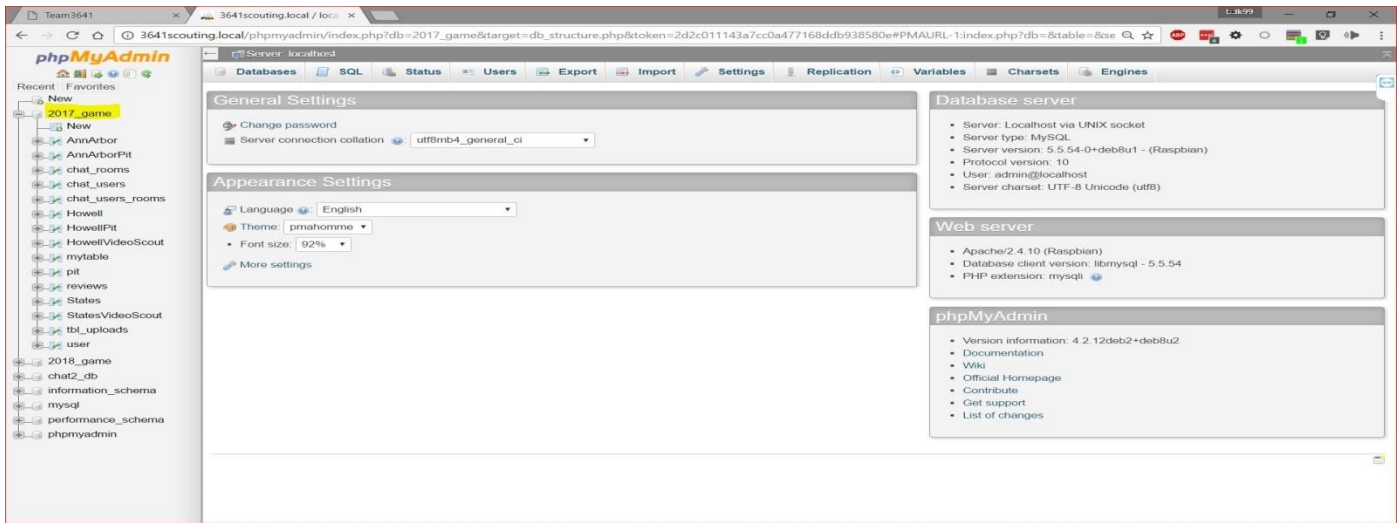 Team3641
3641scouting.local / loca
3641scouting.local/phpmyadmin/index.php?db=2017_game&target=db_structure.php&token=2d2c011143a7cc0a477168ddb938580e#PMAURL-1:index.php?db=&table=&se
phpMyAdmin
Recent Favorites
New
2017_game
New
AnnArbor
AnnArborPit
chat_rooms
chat_users
chat_users_rooms
Howell
HowellPit
HowellVideoScout
mytable
pit
reviews
States
StatesVideoScout
tbl_uploads
user
2018_game
chat2_db
information_schema
mysql
performance_schema
phpmyadmin
Server: localhost
Databases SQL Status Users Export Import Settings Replication Variables Charsets Engines
General Settings
Change password
Server connection collation : utf8mb4_general_ci
Appearance Settings
Language : English
Theme: pmahomme
• Font size: 92%
More settings
Database server
• Server: Localhost via UNIX socket
• Server type: MySQL
• Server version: 5.5.54-0+deb8u1 - (Raspbian)
• Protocol version: 10
• User: admin@localhost
• Server charset: UTF-8 Unicode (utf8)
Web server
• Apache/2.4.10 (Raspbian)
• Database client version: libmysql - 5.5.54
• PHP extension: mysqli
phpMyAdmin
• Version information: 4.2.12deb2+deb8u2
• Documentation
• Wiki
• Official Homepage
• Contribute
• Get support
• List of changes